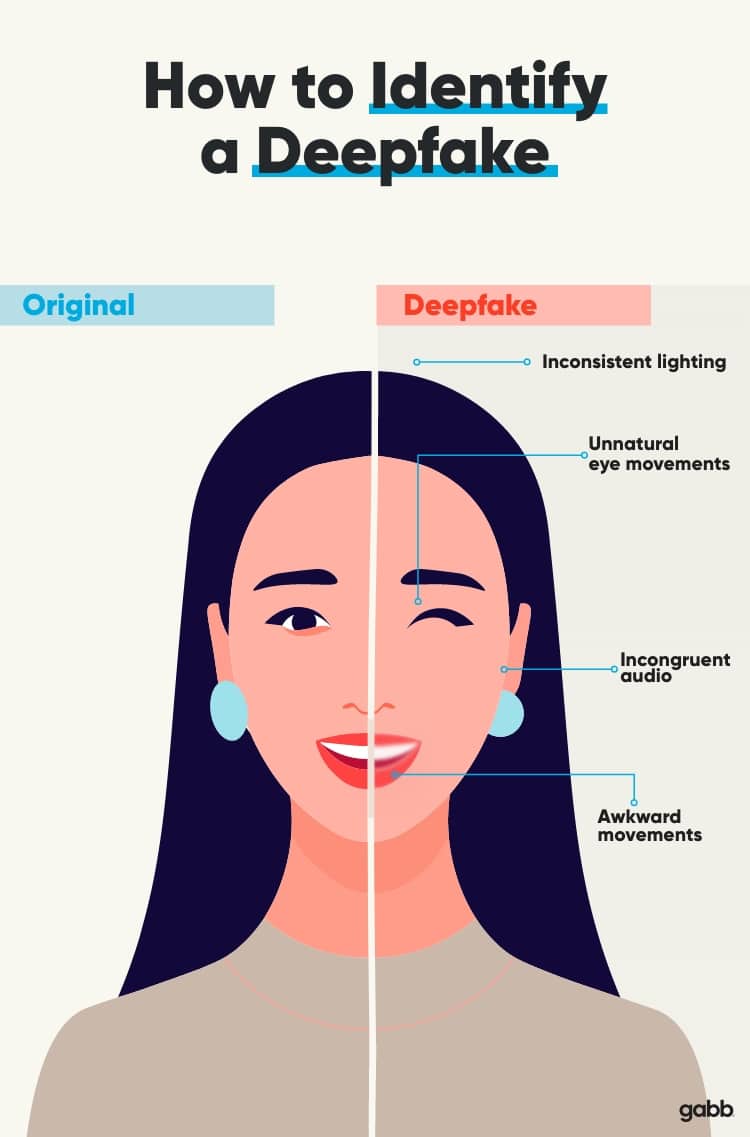 How to Identify
a Deepfake
Original
Deepfake
Inconsistent lighting
Unnatural
eye movements
Incongruent
audio
Awkward
movements
gabb